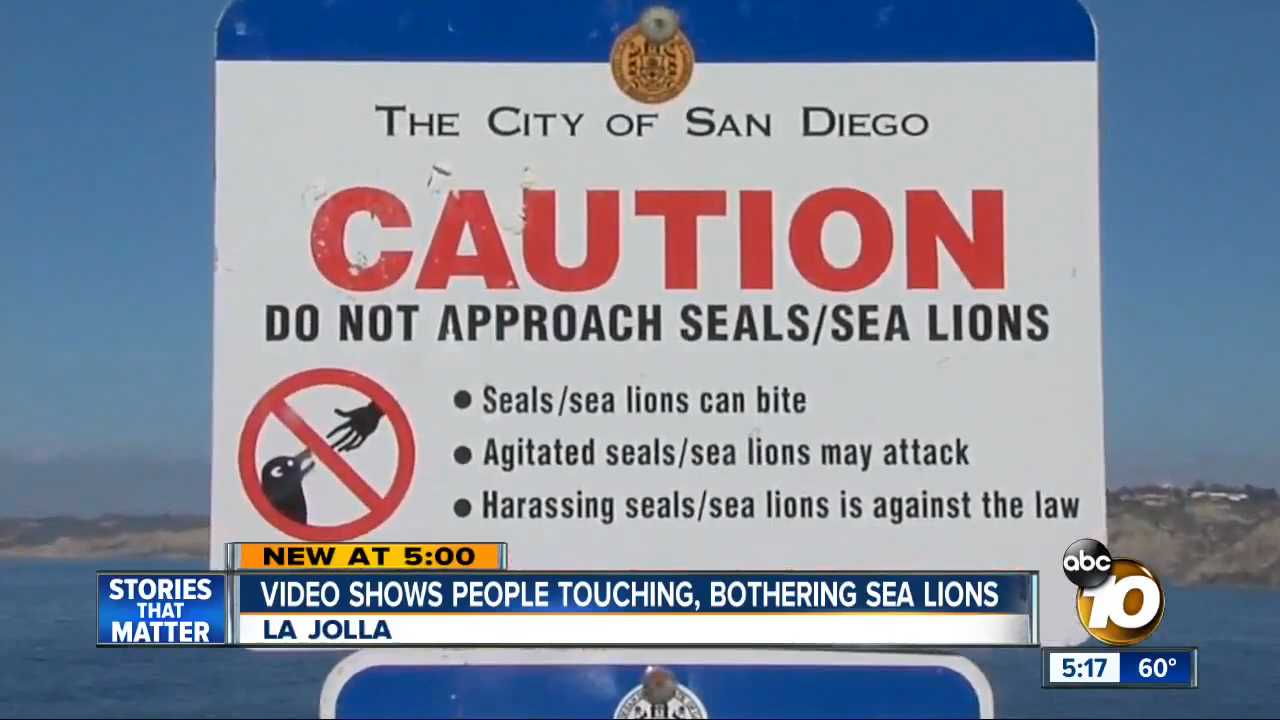 THE CITY OF SAN DIEGO
CAUTION
DO NOT APPROACH SEALS/SEA LIONS
• Seals/sea lions can bite
• Agitated seals/sea lions may attack
• Harassing seals/sea lions is against the law
NEW AT 5:00
STORIES THAT MATTER
VIDEO SHOWS PEOPLE TOUCHING, BOTHERING SEA LIONS
LA JOLLA
abc
10
5:17 60°